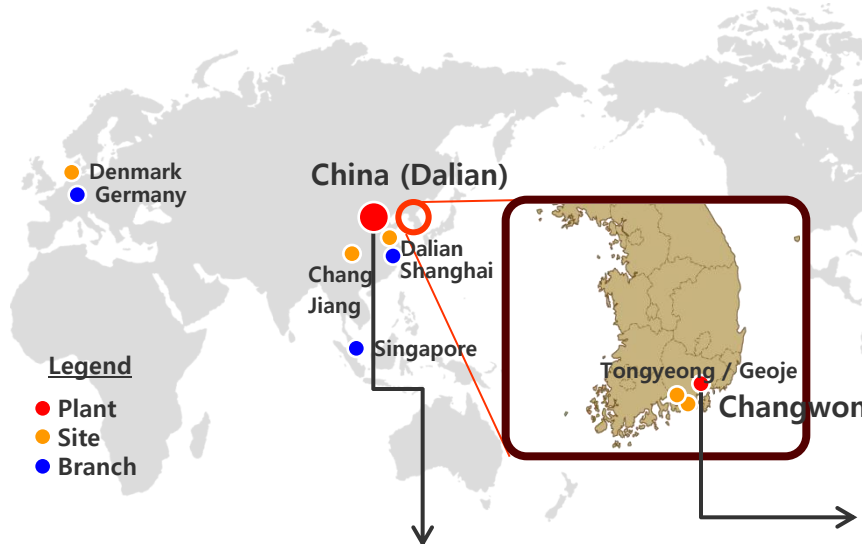 Denmark
Germany
China (Dalian)
Dalian
Shanghai
Chang
Jiang
Singapore
Legend
Plant
Site
Branch
Tongyeong / Geoje
Changwon